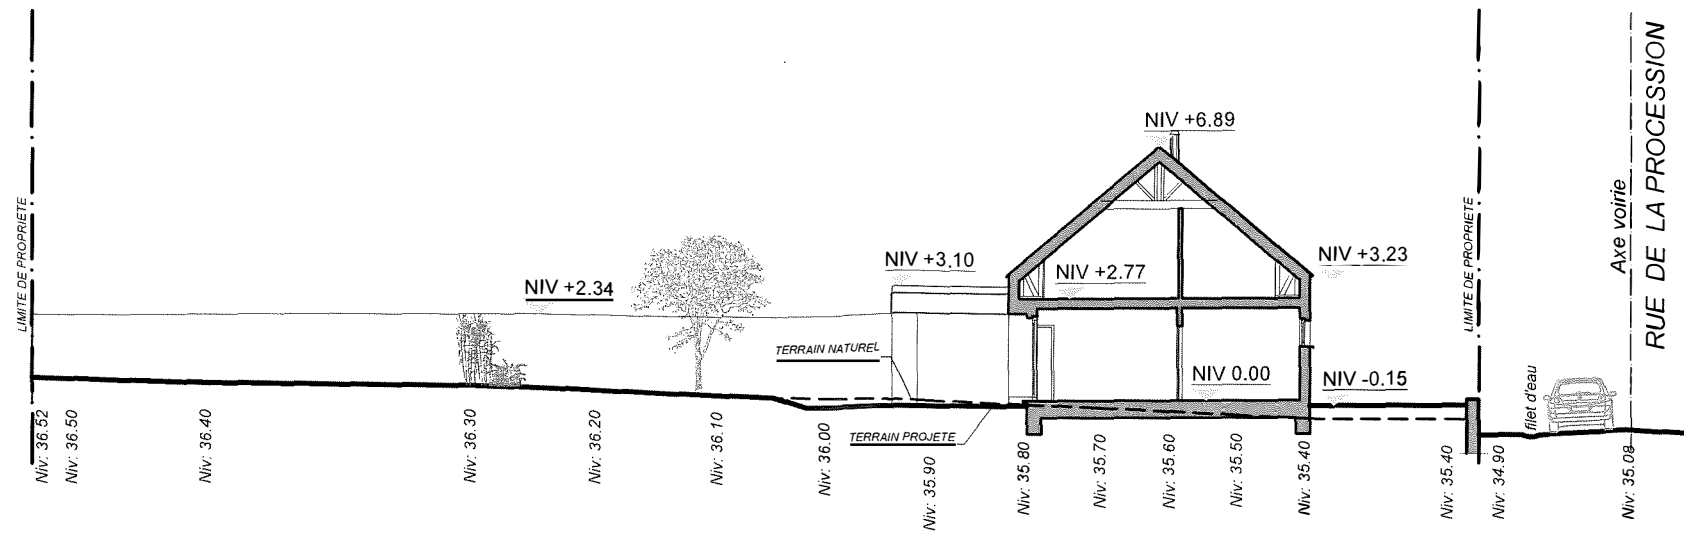 LIMITE DE PROPRIETE
NIV +2.34
NIV +3.10
NIV +6.89
NIV +2.77
NIV +3.23
TERRAIN NATUREL
TERRAIN PROJETE
NIV 0.00
NIV -0.15
LIMITE DE PROPRIETE
filet d'eau
Axe voirie
RUE DE LA PROCESSION
Niv: 36.52
Niv: 36.50
Niv: 36.40
Niv: 36.30
Niv: 36.20
Niv: 36.10
Niv: 36.00
Niv: 35.90
Niv: 35.80
Niv: 35.70
Niv: 35.60
Niv: 35.50
Niv: 35.40
Niv: 35.40
Niv: 34.90
Niv: 35.08